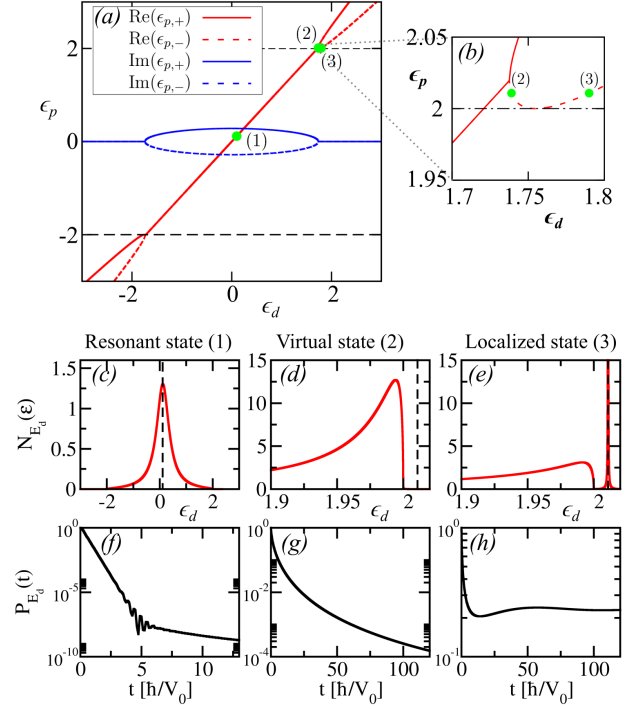 (a)
Re(ϵp,+)
Re(ϵp,−)
Im(ϵp,+)
Im(ϵp,−)
(2)
(3)
(1)
2
0
-2
ϵp
-2
0
2
ϵd
(b)
2.05
2
1.95
ϵp
(2)
(3)
1.7
1.75
1.8
ϵd
Resonant state (1)
Virtual state (2)
Localized state (3)
(c)
1.5
1
0.5
0
N_Ed(ε)
-2
0
2
ϵd
(d)
15
10
5
0
1.9
1.95
2
ϵd
(e)
15
10
5
0
1.9
1.95
2
ϵd
(f)
10^0
10^-5
10^-10
P_Ed(t)
0
5
10
t [ħ/V0]
(g)
10^0
10^-2
10^-4
0
50
100
t [ħ/V0]
(h)
10^0
10^-1
0
50
100
t [ħ/V0]